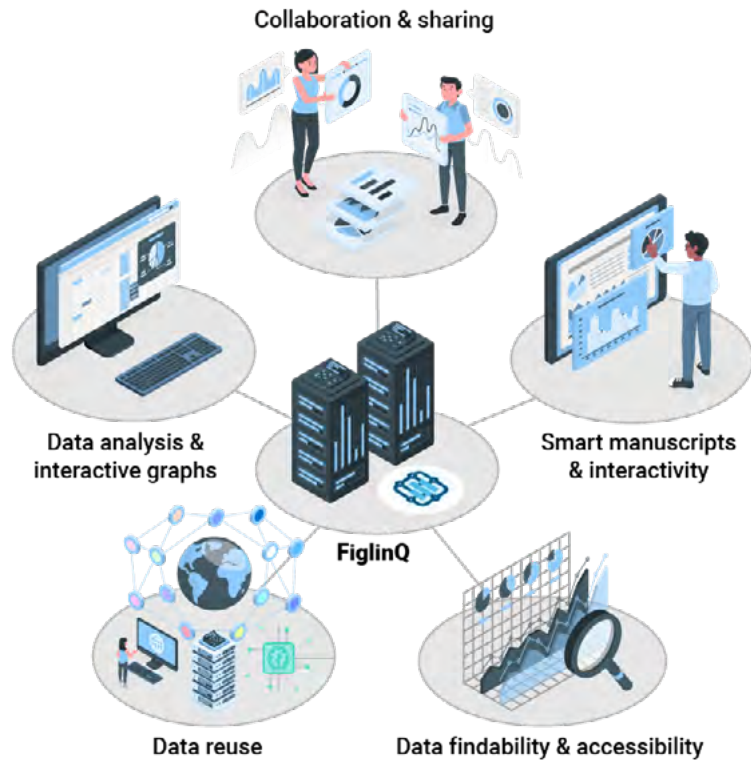 Collaboration & sharing
Data analysis &
interactive graphs
Smart manuscripts
& interactivity
FiglinQ
Data reuse
Data findability & accessibility